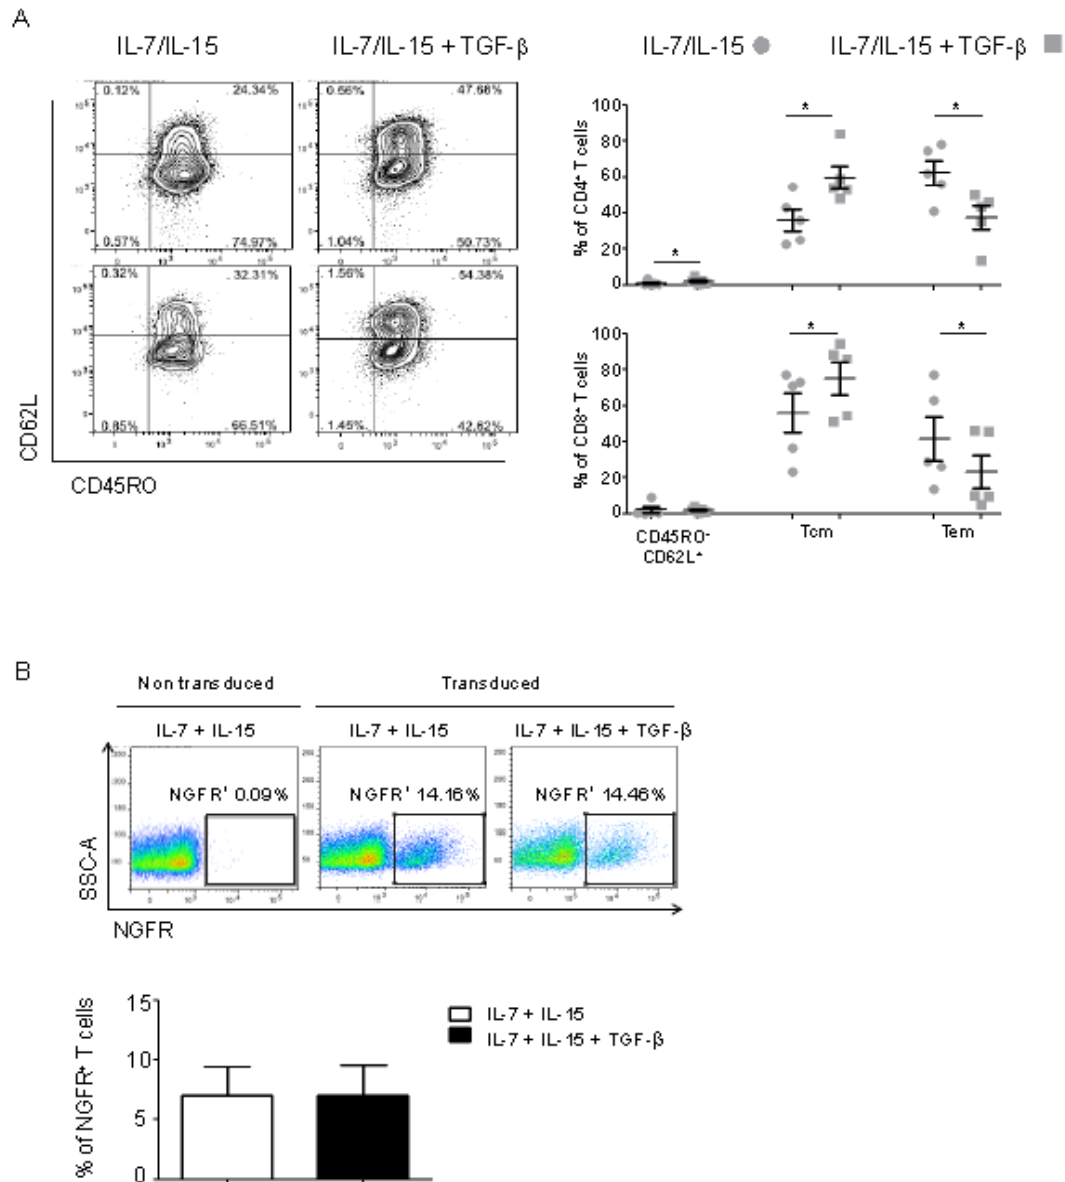 A
IL-7/IL-15
IL-7/IL-15 + TGF-β
IL-7/IL-15
IL-7/IL-15 + TGF-β
0.12%
24.34%
0.57%
74.97%
0.56%
47.68%
1.04%
50.73%
0.32%
32.31%
0.85%
66.51%
1.56%
54.38%
1.45%
42.62%
CD62L
CD45RO
% of CD4⁺ T cells
100
80
60
40
20
0
*
*
*
% of CD8⁺ T cells
100
80
60
40
20
0
*
*
CD45RO⁻
CD62L⁺
Tcm
Tem
B
Non transduced
Transduced
IL-7 + IL-15
IL-7 + IL-15
IL-7 + IL-15 + TGF-β
NGFR⁺ 0.09%
NGFR⁺ 14.16%
NGFR⁺ 14.46%
SSC-A
NGFR
% of NGFR⁺ T cells
15
10
5
0
IL-7 + IL-15
IL-7 + IL-15 + TGF-β